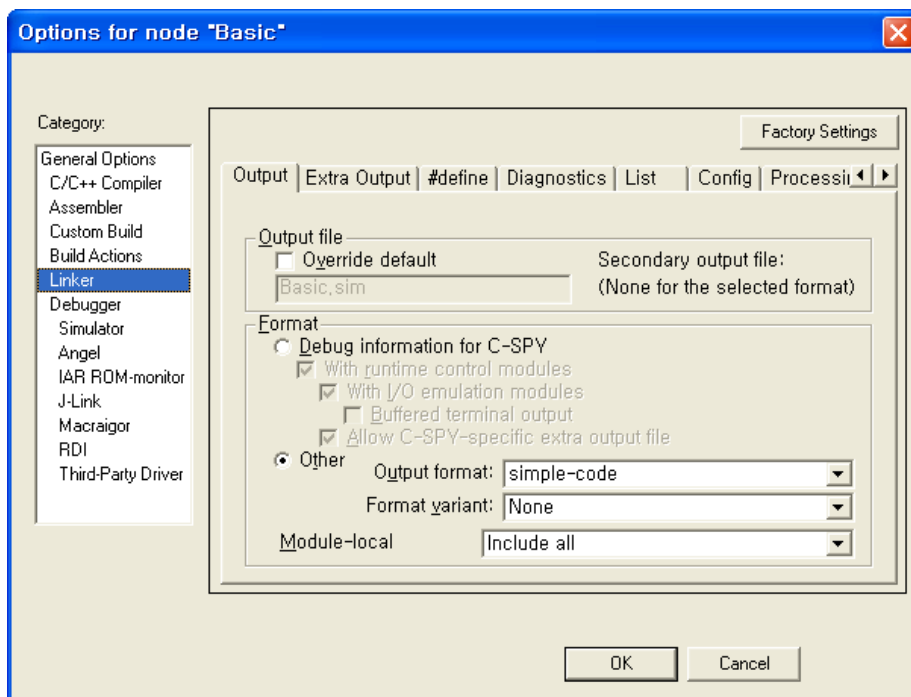 Options for node "Basic"
Category:
Factory Settings
General Options
C/C++ Compiler
Assembler
Custom Build
Build Actions
Linker
Debugger
Simulator
Angel
IAR ROM-monitor
J-Link
Macraigor
RDI
Third-Party Driver
Output Extra Output #define Diagnostics List Config Processi
Output file
Override default
Secondary output file:
Basic.sim
(None for the selected format)
Format
Debug information for C-SPY
With runtime control modules
With I/O emulation modules
Buffered terminal output
Allow C-SPY-specific extra output file
Other
Output format: simple-code
Format variant: None
Module-local Include all
OK Cancel